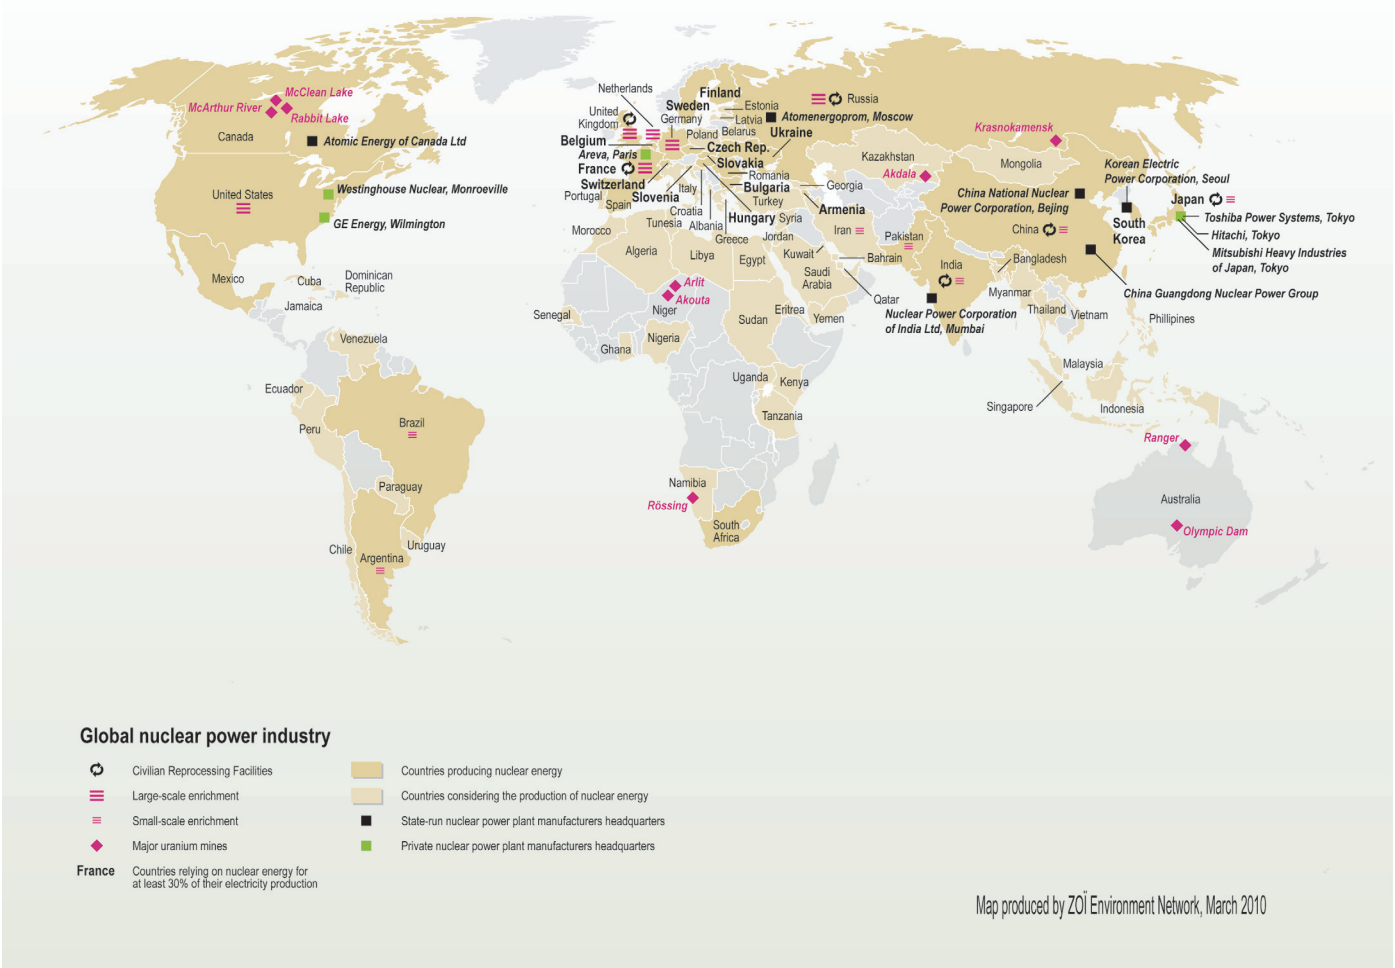 McClean Lake
McArthur River
Rabbit Lake
Canada
Atomic Energy of Canada Ltd
United States
Westinghouse Nuclear, Monroeville
GE Energy, Wilmington
Mexico
Cuba
Dominican
Republic
Jamaica
Venezuela
Ecuador
Peru
Brazil
Paraguay
Chile
Uruguay
Argentina
Netherlands
Finland
Sweden
United
Kingdom
Germany
Estonia
Latvia
Belarus
Poland
Russia
Atomenergoprom, Moscow
Ukraine
Belgium
Areva, Paris
France
Czech Rep.
Slovakia
Romania
Switzerland
Slovenia
Bulgaria
Portugal
Spain
Italy
Turkey
Georgia
Croatia
Albania
Hungary
Armenia
Syria
Greece
Tunesia
Morocco
Jordan
Iran
Algeria
Libya
Egypt
Kuwait
Bahrain
Saudi
Arabia
Qatar
Arlit
Akouta
Niger
Senegal
Sudan
Eritrea
Yemen
Ghana
Nigeria
Uganda
Kenya
Tanzania
Namibia
Rössing
South
Africa
Kazakhstan
Akdala
Krasnokamensk
Mongolia
Korean Electric
Power Corporation, Seoul
China National Nuclear
Power Corporation, Bejing
Japan
South
Korea
Toshiba Power Systems, Tokyo
Hitachi, Tokyo
Mitsubishi Heavy Industries
of Japan, Tokyo
China
Pakistan
India
Bangladesh
Myanmar
China Guangdong Nuclear Power Group
Nuclear Power Corporation
of India Ltd, Mumbai
Thailand
Vietnam
Phillipines
Malaysia
Singapore
Indonesia
Ranger
Australia
Olympic Dam
Global nuclear power industry
Civilian Reprocessing Facilities
Large-scale enrichment
Small-scale enrichment
Major uranium mines
France
Countries relying on nuclear energy for
at least 30% of their electricity production
Countries producing nuclear energy
Countries considering the production of nuclear energy
State-run nuclear power plant manufacturers headquarters
Private nuclear power plant manufacturers headquarters
Map produced by ZOÏ Environment Network, March 2010